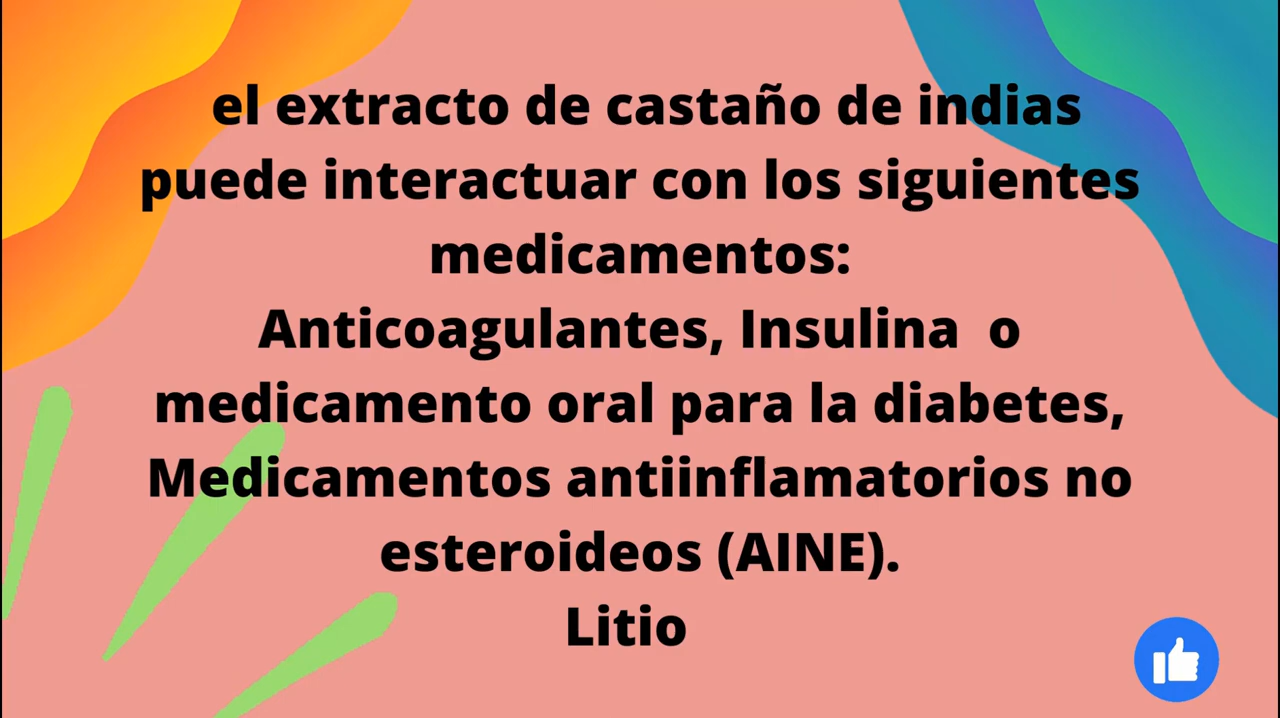 el extracto de castaño de indias
puede interactuar con los siguientes
medicamentos:
Anticoagulantes, Insulina  o
medicamento oral para la diabetes,
Medicamentos antiinflamatorios no
esteroideos (AINE).
Litio